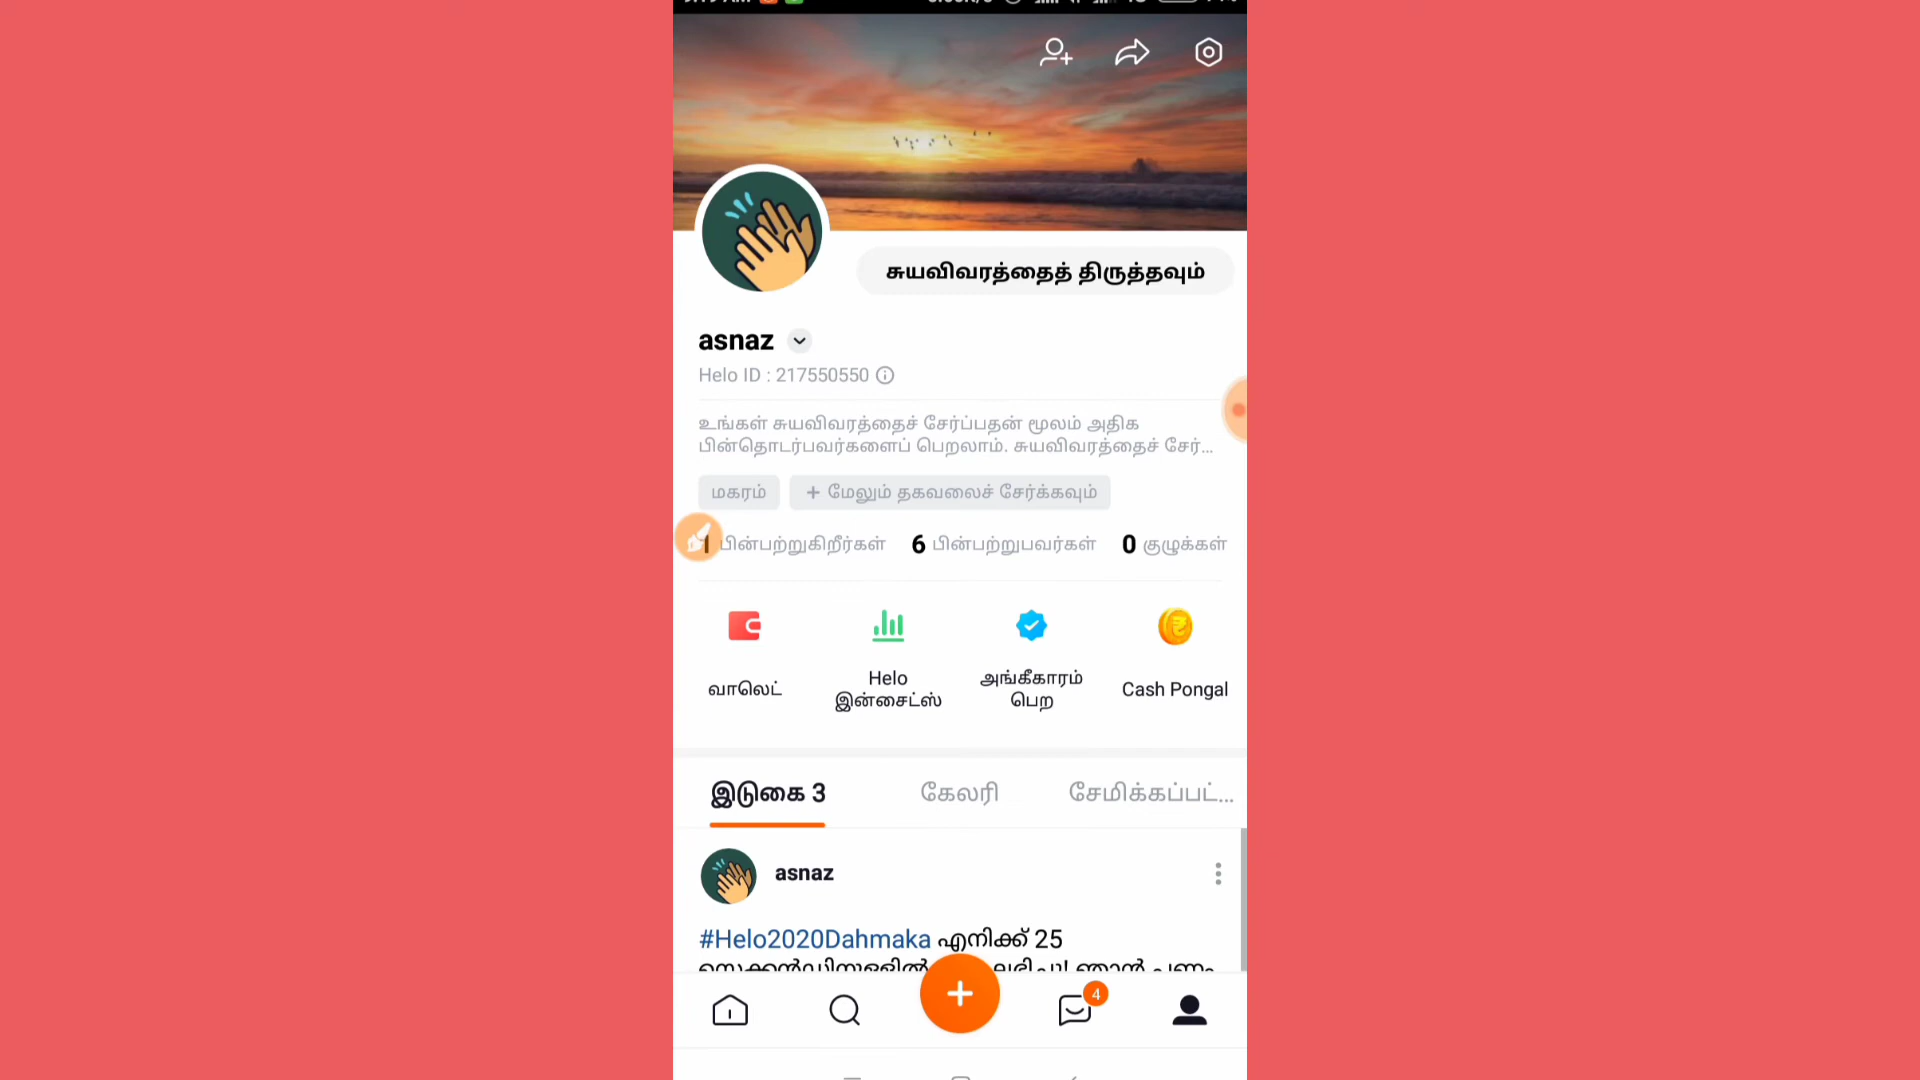 சுயவிவரத்தைத் திருத்தவும்
asnaz
Helo ID : 217550550
உங்கள் சுயவிவரத்தைச் சேர்ப்பதன் மூலம் அதிக
பின்தொடர்பவர்களைப் பெறலாம். சுயவிவரத்தைச் சேர்...
மகரம் + மேலும் தகவலைச் சேர்க்கவும்
1 பின்பற்றுகிறீர்கள் 6 பின்பற்றுபவர்கள் 0 குழுக்கள்
வாலெட்
Helo
இன்சைட்ஸ்
அங்கீகாரம்
பெற
Cash Pongal
இடுகை 3 கேலரி சேமிக்கப்பட்...
asnaz
#Helo2020Dahmaka എനിക്ക് 25
4